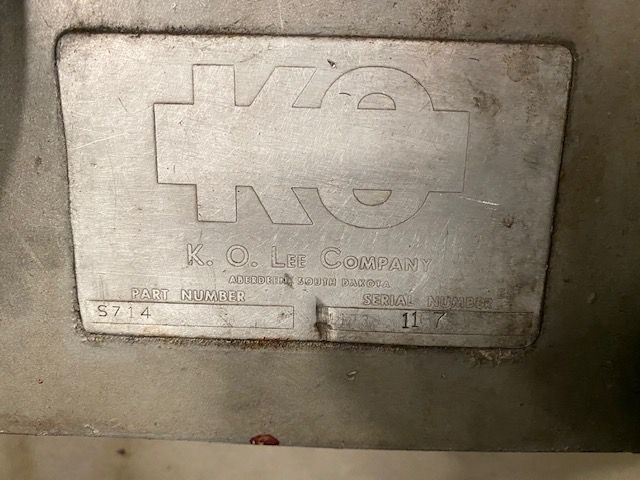 KO
K. O. LEE COMPANY
ABERDEEN, SOUTH DAKOTA
PART NUMBER SERIAL NUMBER
S714 11 7